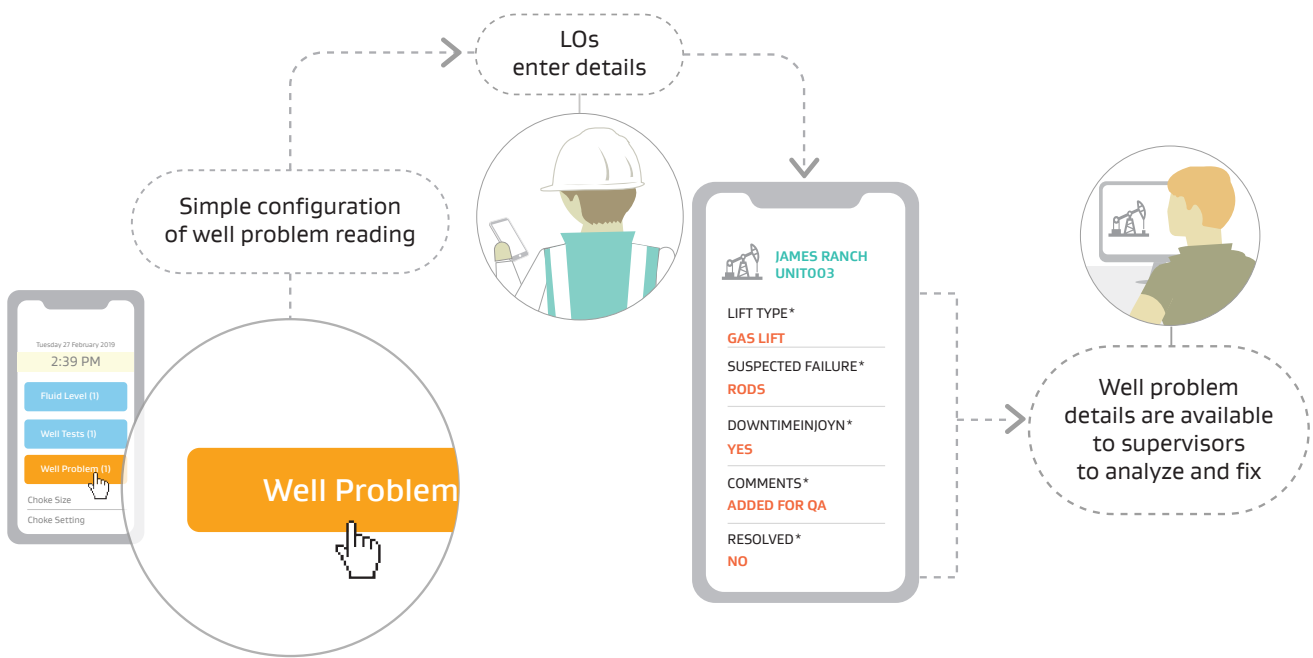 LOs
enter details
Simple configuration
of well problem reading
Tuesday 27 February 2019
2:39 PM
Fluid Level (1)
Well Tests (1)
Well Problem (1)
Choke Size
Choke Setting
Well Problem
JAMES RANCH
UNIT003
LIFT TYPE*
GAS LIFT
SUSPECTED FAILURE*
RODS
DOWNTIMEINJOYN*
YES
COMMENTS*
ADDED FOR QA
RESOLVED*
NO
Well problem
details are available
to supervisors
to analyze and fix